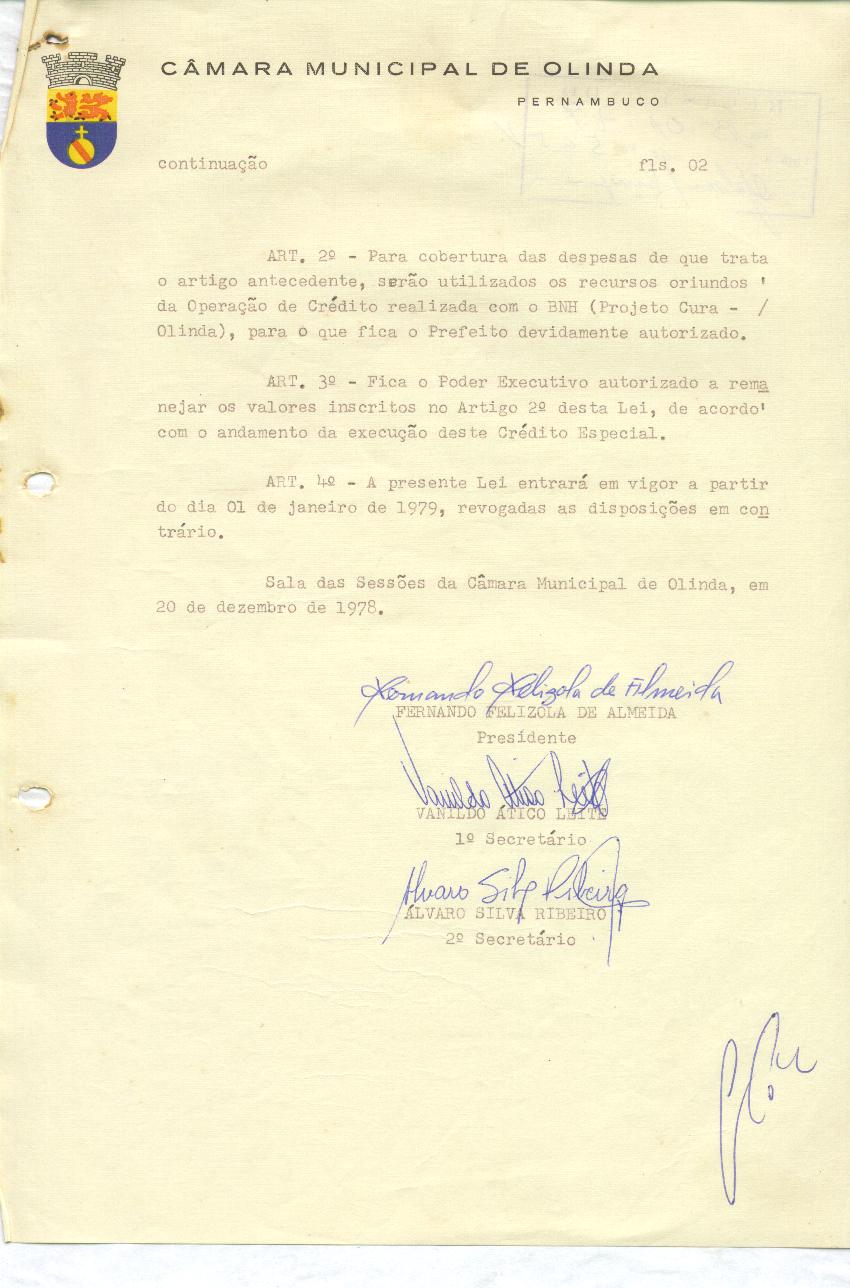 CÂMARA MUNICIPAL DE OLINDA
PERNAMBUCO
continuação fls. 02
ART. 2º - Para cobertura das despesas de que trata
o artigo antecedente, serão utilizados os recursos oriundos '
da Operação de Crédito realizada com o BNH (Projeto Cura - /
Olinda), para o que fica o Prefeito devidamente autorizado.
ART. 3º - Fica o Poder Executivo autorizado a rema
nejar os valores inscritos no Artigo 2º desta Lei, de acordo'
com o andamento da execução deste Crédito Especial.
ART. 4º - A presente Lei entrará em vigor a partir
do dia 01 de janeiro de 1979, revogadas as disposições em con
trário.
Sala das Sessões da Câmara Municipal de Olinda, em
20 de dezembro de 1978.
Fernando Felizola de Almeida
FERNANDO FELIZOLA DE ALMEIDA
Presidente
Vanildo Ático Leite
VANILDO ÁTICO LEITE
1º Secretário
Alvaro Silva Ribeiro
ÁLVARO SILVA RIBEIRO
2º Secretário